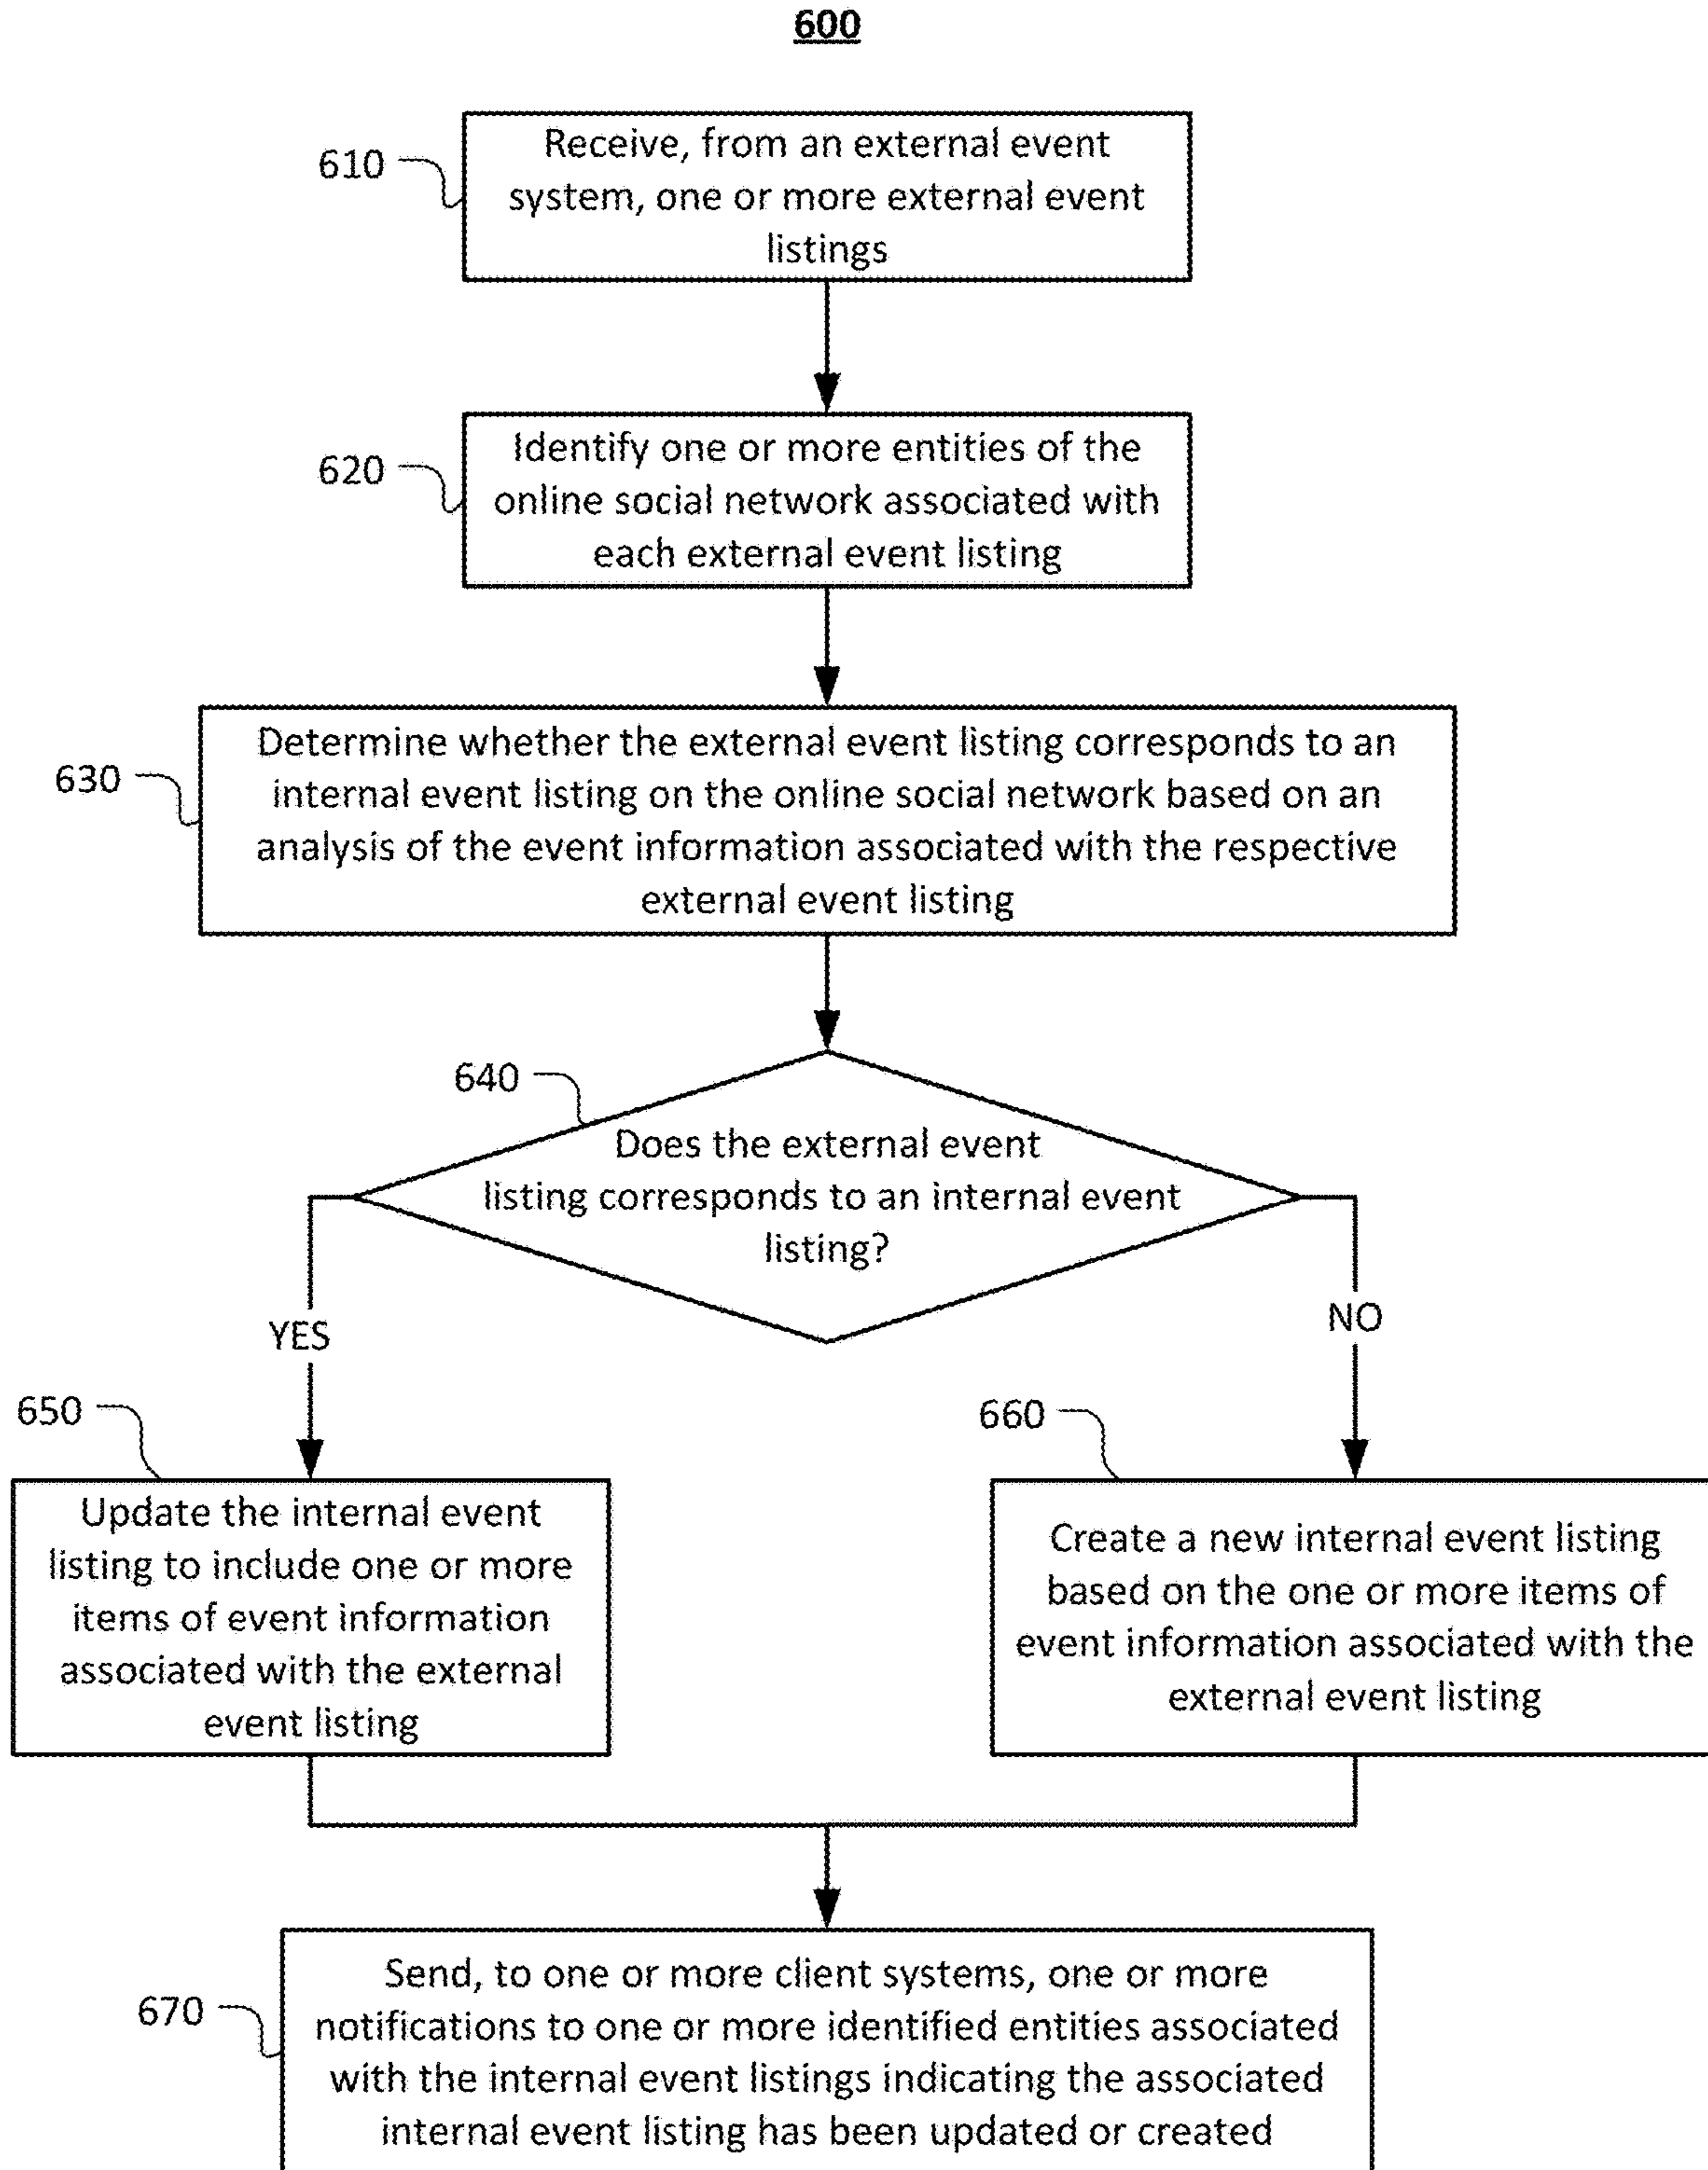 600
610
Receive, from an external event
system, one or more external event
listings
620
Identify one or more entities of the
online social network associated with
each external event listing
630
Determine whether the external event listing corresponds to an
internal event listing on the online social network based on an
analysis of the event information associated with the respective
external event listing
640
Does the external event
listing corresponds to an internal event
listing?
YES
NO
650
Update the internal event
listing to include one or more
items of event information
associated with the external
event listing
660
Create a new internal event listing
based on the one or more items of
event information associated with the
external event listing
670
Send, to one or more client systems, one or more
notifications to one or more identified entities associated
with the internal event listings indicating the associated
internal event listing has been updated or created